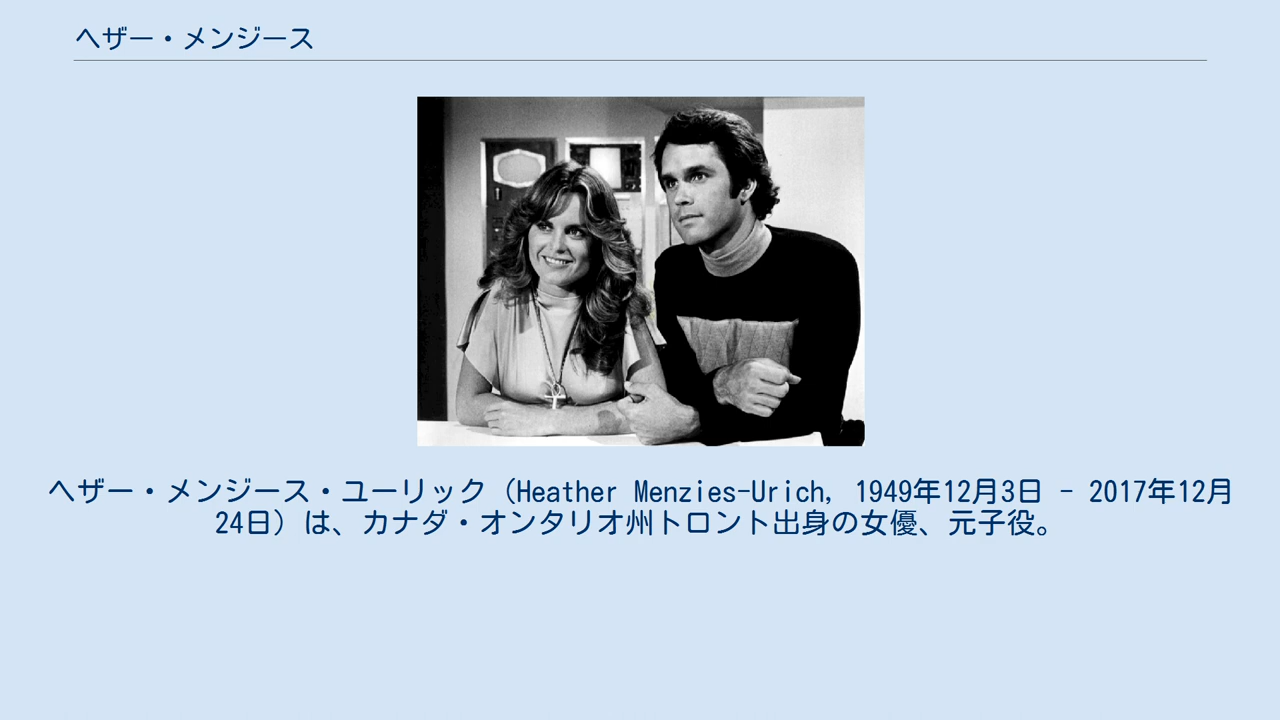 ヘザー・メンジース
ヘザー・メンジース・ユーリック（Heather Menzies-Urich, 1949年12月3日 - 2017年12月
24日）は、カナダ・オンタリオ州トロント出身の女優、元子役。